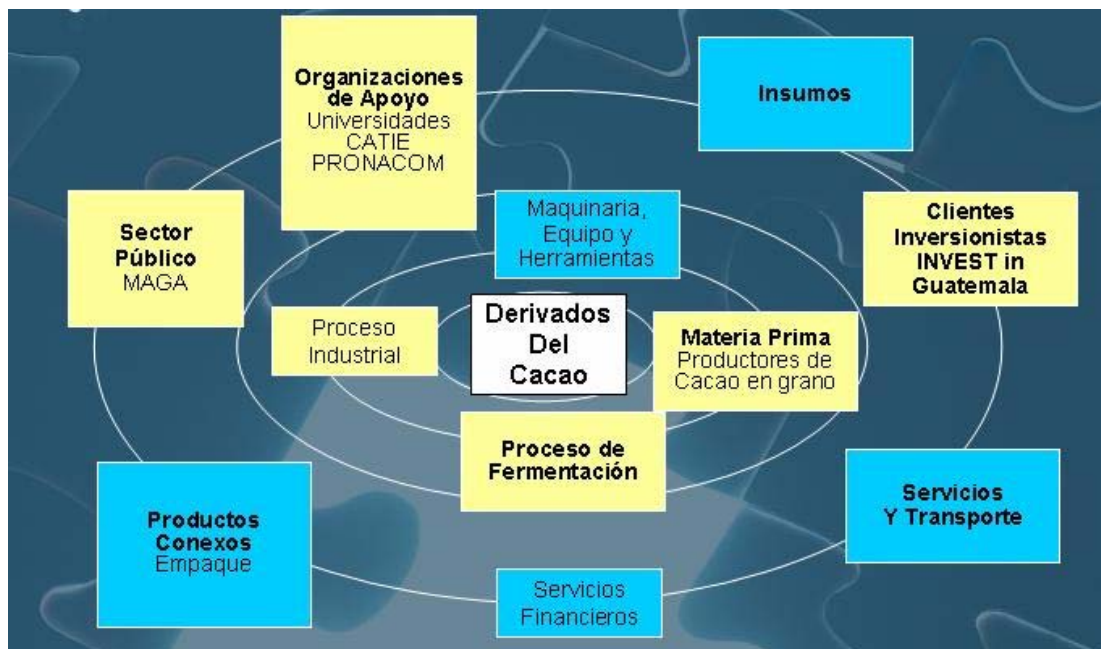 Organizaciones
de Apoyo
Universidades
CATIE
PRONACOM
Insumos
Sector
Público
MAGA
Maquinaria,
Equipo y
Herramientas
Clientes
Inversionistas
INVEST in
Guatemala
Proceso
Industrial
Derivados
Del
Cacao
Materia Prima
Productores de
Cacao en grano
Proceso de
Fermentación
Productos
Conexos
Empaque
Servicios
Y Transporte
Servicios
Financieros